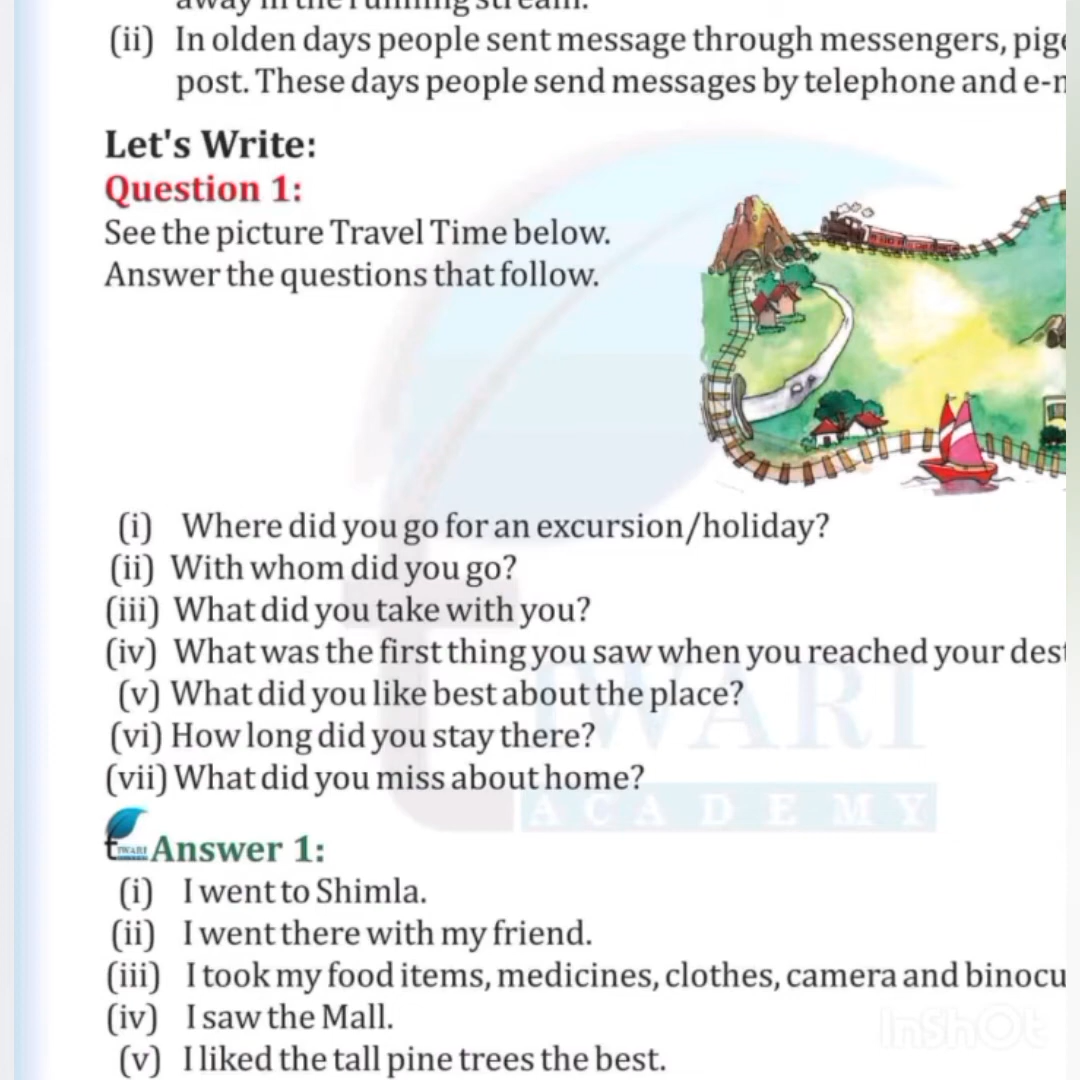 away in the running stream.
(ii) In olden days people sent message through messengers,
post. These days people send messages by telephone and
Let's Write:
Question 1:
See the picture Travel Time below.
Answer the questions that follow.
(i) Where did you go for an excursion/holiday?
(ii) With whom did you go?
(iii) What did you take with you?
(iv) What was the first thing you saw when you reached your
(v) What did you like best about the place?
(vi) How long did you stay there?
(vii) What did you miss about home?
TIWARI
ACADEMY
TIWARI
Answer 1:
(i) I went to Shimla.
(ii) I went there with my friend.
(iii) I took my food items, medicines, clothes, camera and
(iv) I saw the Mall.
InShOt
(v) I liked the tall pine trees the best.